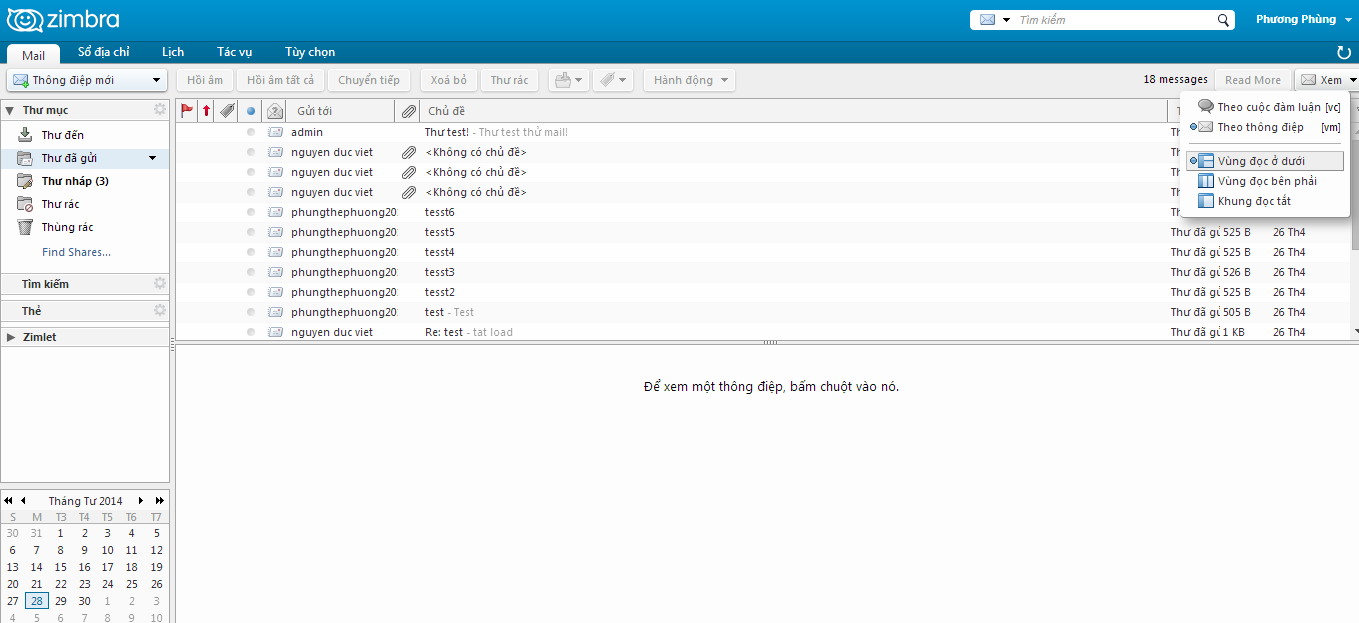 zimbra
Tìm kiếm
Phương Phùng
Mail Sổ địa chỉ Lịch Tác vụ Tùy chọn
Thông điệp mới Hồi âm Hồi âm tất cả Chuyển tiếp Xoá bỏ Thư rác Hành động 18 messages Read More Xem
Thư mục
Thư đến
Thư đã gửi
Thư nháp (3)
Thư rác
Thùng rác
Find Shares...
Tìm kiếm
Thẻ
Zimlet
Gửi tới Chủ đề
admin Thư test! - Thư test thử mail! Th
nguyen duc viet <Không có chủ đề> Th
nguyen duc viet <Không có chủ đề> Th
nguyen duc viet <Không có chủ đề> Th
phungthephuong20 tesst6 Th
phungthephuong20 tesst5 Thư đã gử 525 B 26 Th4
phungthephuong20 tesst4 Thư đã gử 525 B 26 Th4
phungthephuong20 tesst3 Thư đã gử 526 B 26 Th4
phungthephuong20 tesst2 Thư đã gử 525 B 26 Th4
phungthephuong20 test - Test Thư đã gử 505 B 26 Th4
nguyen duc viet Re: test - tat load Thư đã gử 1 KB 26 Th4
Theo cuộc đàm luận [vc]
Theo thông điệp [vm]
Vùng đọc ở dưới
Vùng đọc bên phải
Khung đọc tắt
Để xem một thông điệp, bấm chuột vào nó.
Tháng Tư 2014
S M T3 T4 T5 T6 T7
30 31 1 2 3 4 5
6 7 8 9 10 11 12
13 14 15 16 17 18 19
20 21 22 23 24 25 26
27 28 29 30 1 2 3
4 5 6 7 8 9 10